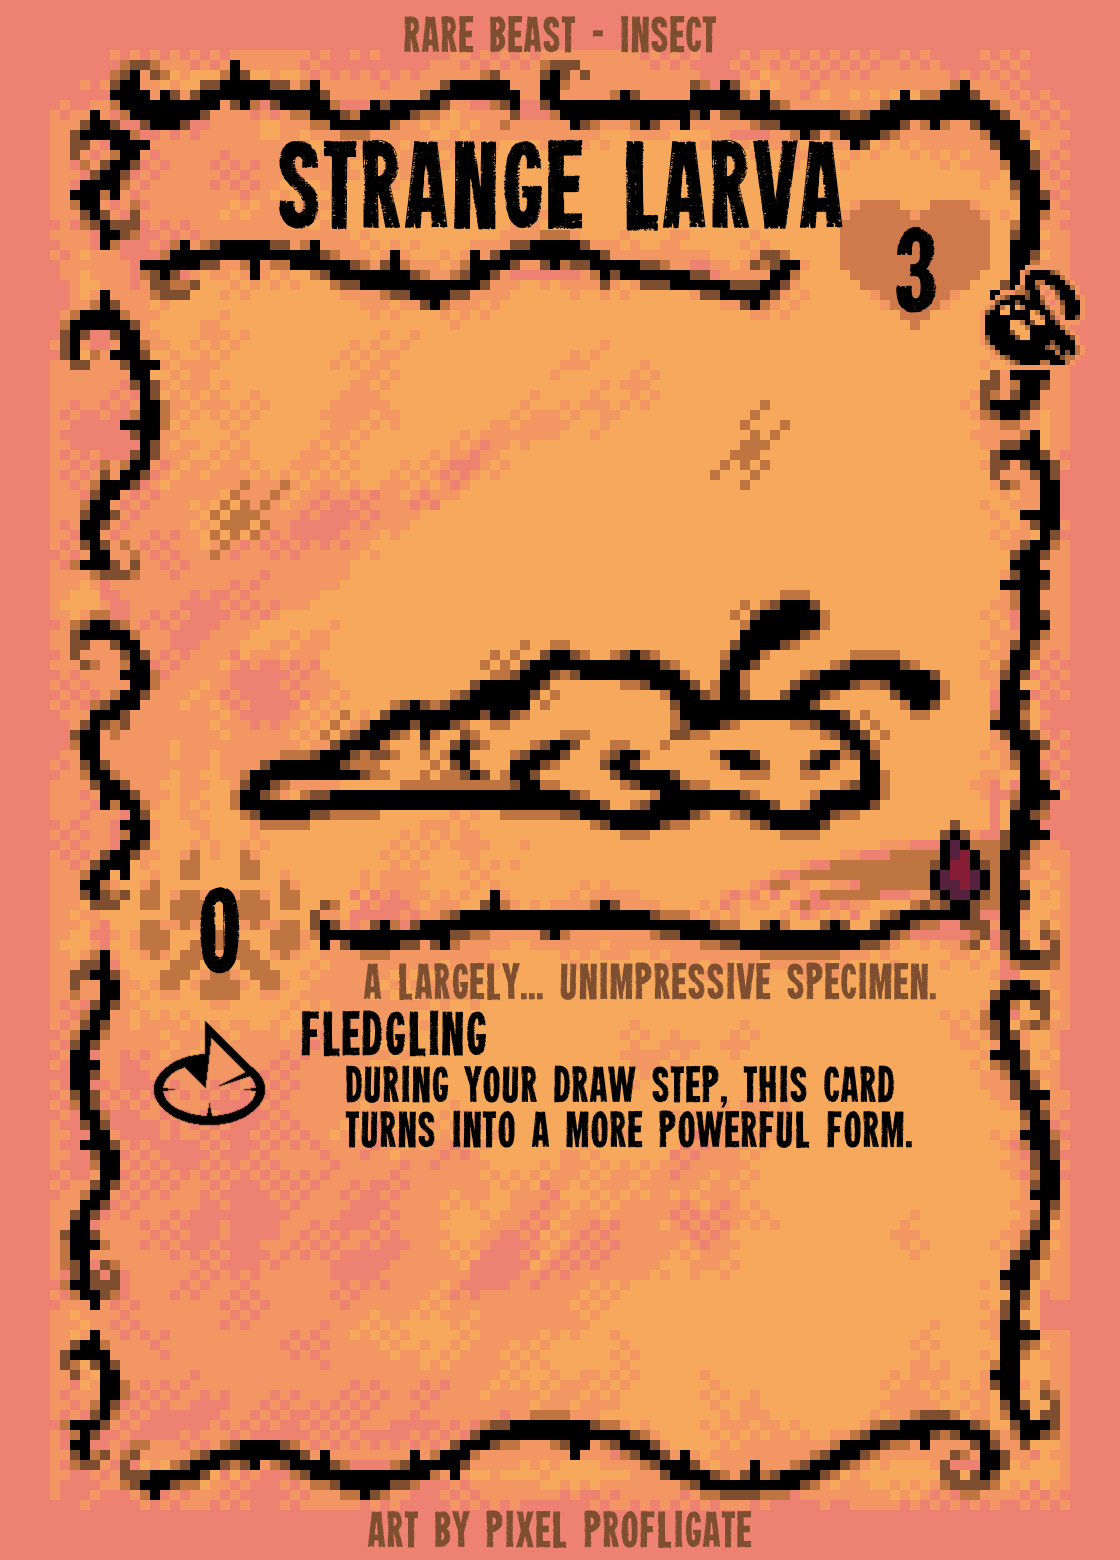 RARE BEAST - INSECT
STRANGE LARVA
3
0
A LARGELY... UNIMPRESSIVE SPECIMEN.
FLEDGLING
DURING YOUR DRAW STEP, THIS CARD
TURNS INTO A MORE POWERFUL FORM.
ART BY PIXEL PROFLIGATE